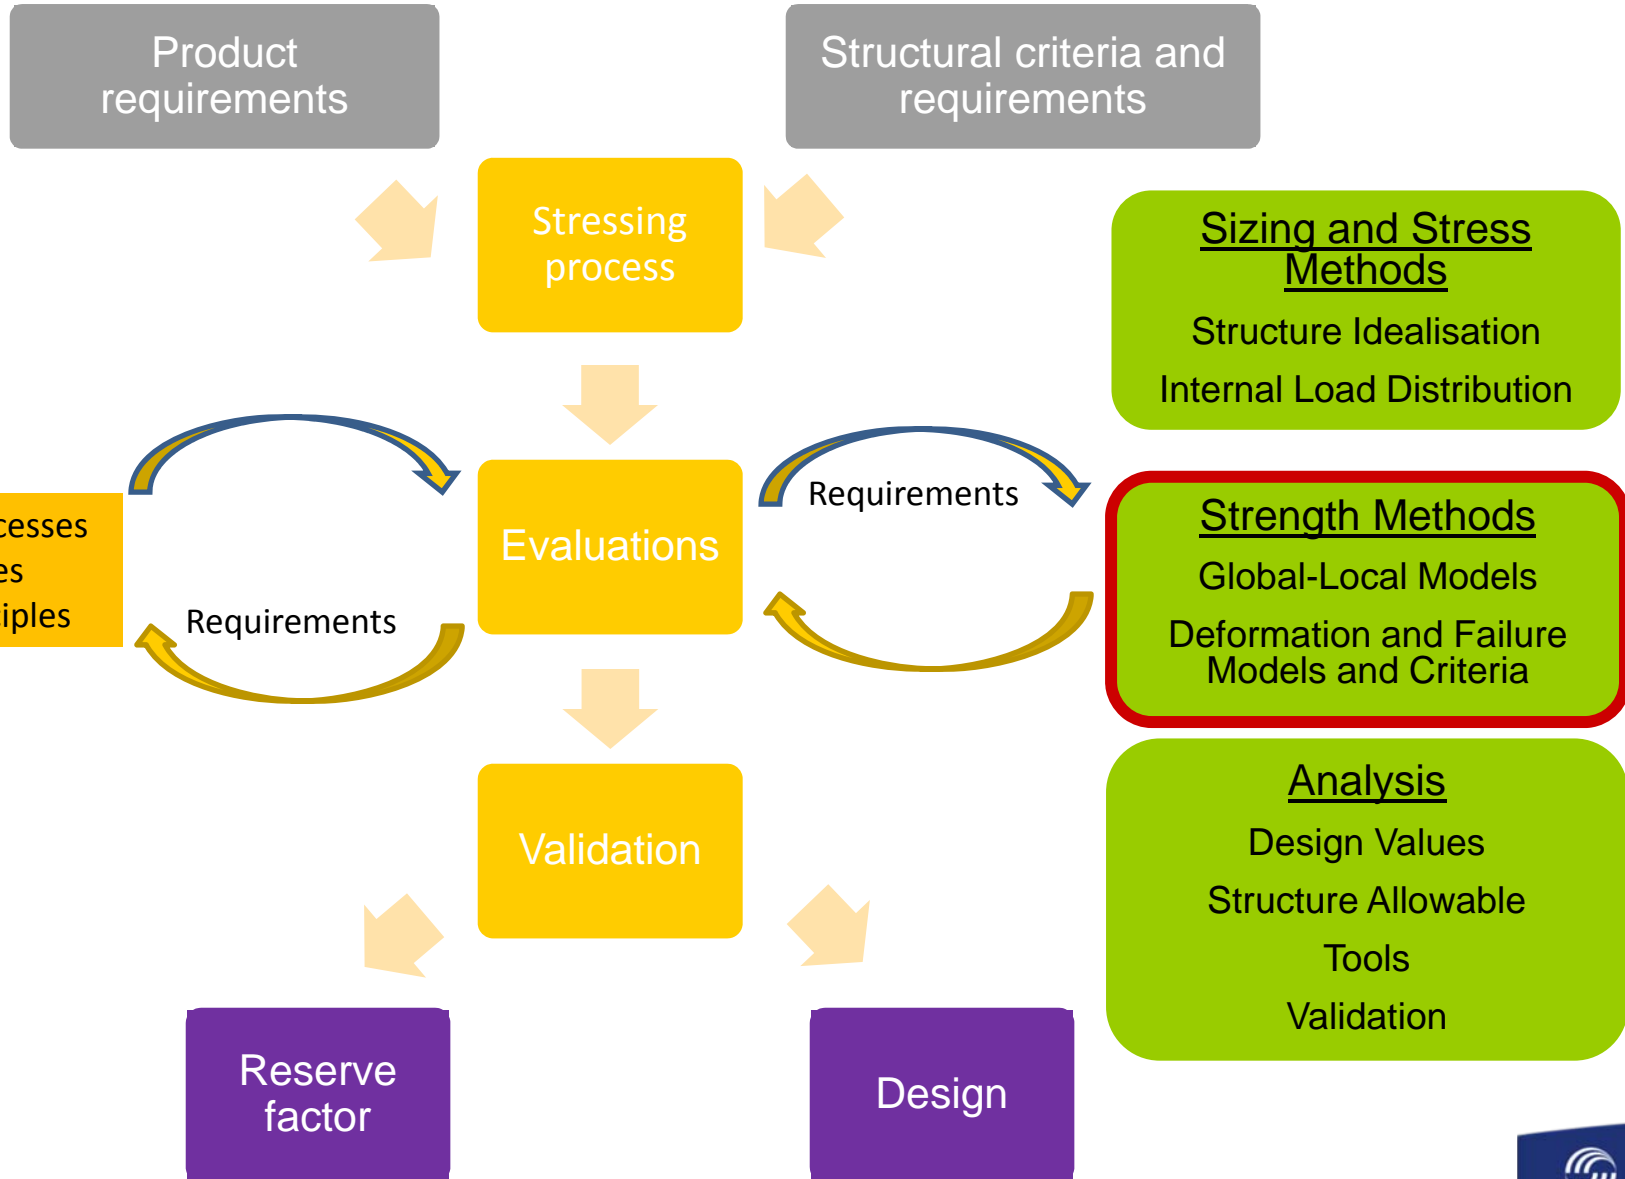 Product
requirements
Structural criteria and
requirements
Stressing
process
Sizing and Stress
Methods
Structure Idealisation
Internal Load Distribution
Requirements
Evaluations
Requirements
Strength Methods
Global-Local Models
Deformation and Failure
Models and Criteria
Validation
Analysis
Design Values
Structure Allowable
Tools
Validation
Reserve
factor
Design